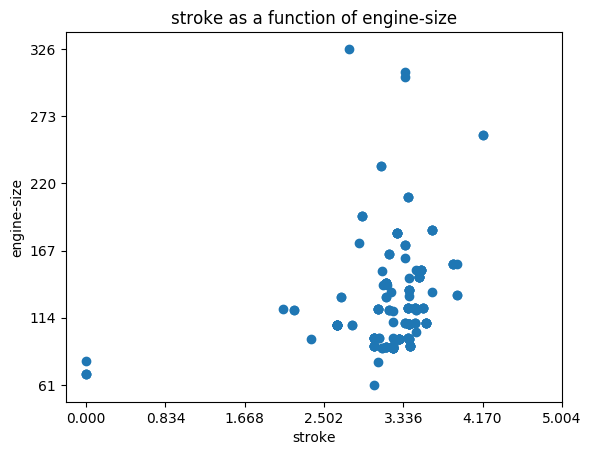 stroke as a function of engine-size
326
273
220
167
114
61
engine-size
0.000 0.834 1.668 2.502 3.336 4.170 5.004
stroke